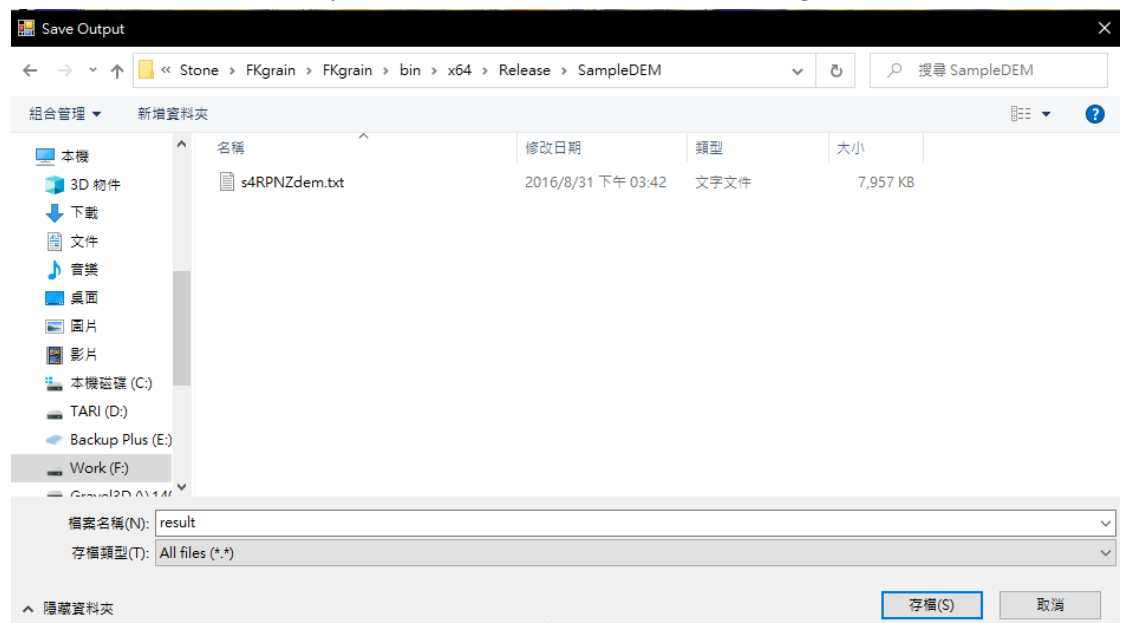 Save Output
« Stone › FKgrain › FKgrain › bin › x64 › Release › SampleDEM
搜尋 SampleDEM
組合管理 新增資料夾
名稱 修改日期 類型 大小
s4RPNZdem.txt 2016/8/31 下午 03:42 文字文件 7,957 KB
本機
3D 物件
下載
文件
音樂
桌面
圖片
影片
本機磁碟 (C:)
TARI (D:)
Backup Plus (E:)
Work (F:)
檔案名稱(N): result
存檔類型(T): All files (*.*)
隱藏資料夾
存檔(S) 取消